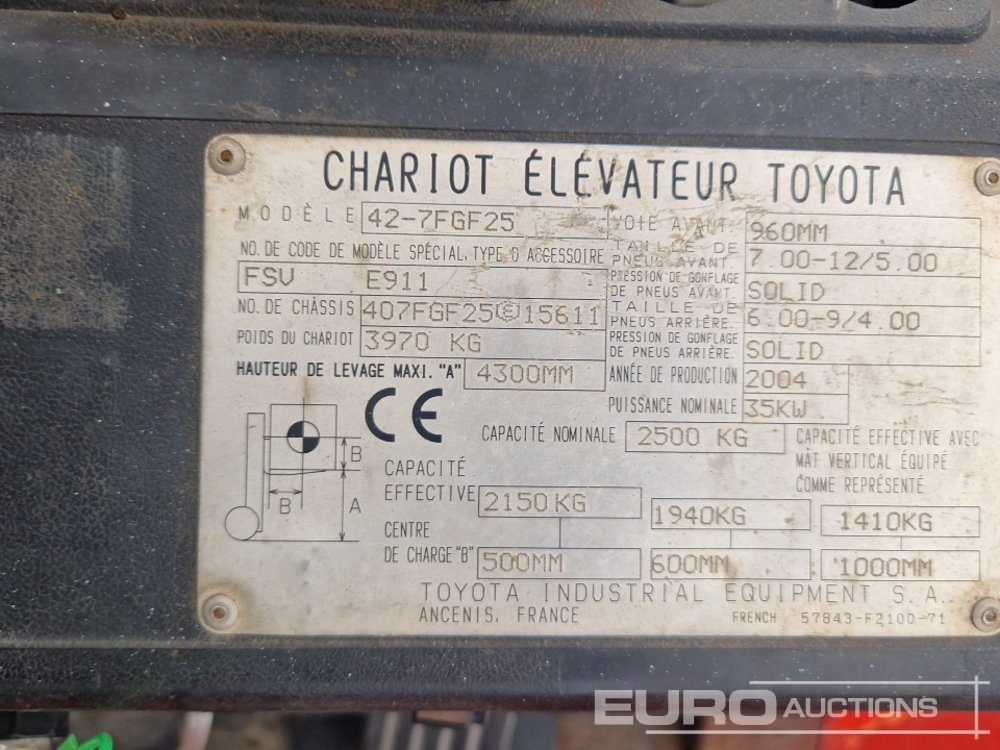 CHARIOT ÉLÉVATEUR TOYOTA
MODÈLE 42-7FGF25
NO. DE CODE DE MODÈLE SPÉCIAL, TYPE D'ACCESSOIRE
FSV E911
NO. DE CHÂSSIS 407FGF25 E 15611
POIDS DU CHARIOT 3970 KG
HAUTEUR DE LEVAGE MAXI. "A" 4300MM
VOIE AVANT. 960MM
TAILLE DE
PNEUS AVANT. 7.00-12/5.00
PRESSION DE GONFLAGE
DE PNEUS AVANT. SOLID
TAILLE DE
PNEUS ARRIÈRE. 6.00-9/4.00
PRESSION DE GONFLAGE
DE PNEUS ARRIÈRE. SOLID
ANNÉE DE PRODUCTION 2004
PUISSANCE NOMINALE 35KW
CE
CAPACITÉ NOMINALE 2500 KG
CAPACITÉ EFFECTIVE AVEC
MÂT VERTICAL ÉQUIPÉ
COMME REPRÉSENTÉ
B
B
A
CAPACITÉ
EFFECTIVE 2150KG 1940KG 1410KG
CENTRE
DE CHARGE "B" 500MM 600MM 1000MM
TOYOTA INDUSTRIAL EQUIPMENT S.A.
ANCENIS, FRANCE FRENCH 57843-F2100-71
EURO AUCTIONS